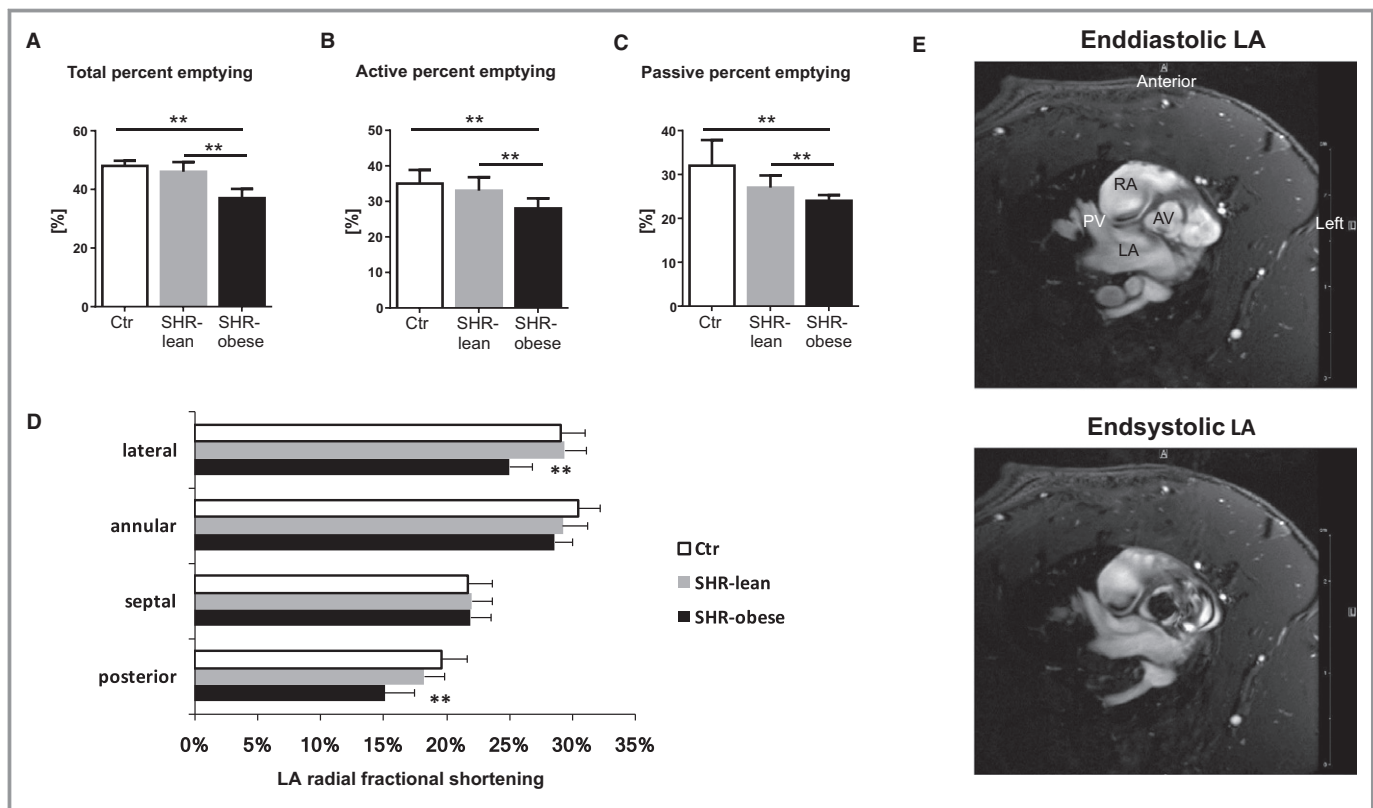 A
Total percent emptying
**
**
60
40
20
0
[%]
Ctr
SHR-
lean
SHR-
obese
B
Active percent emptying
**
**
50
40
30
20
10
0
[%]
Ctr
SHR-
lean
SHR-
obese
C
Passive percent emptying
**
**
40
30
20
10
0
[%]
Ctr
SHR-
lean
SHR-
obese
D
lateral
**
annular
septal
posterior
**
0% 5% 10% 15% 20% 25% 30% 35%
LA radial fractional shortening
Ctr
SHR-lean
SHR-obese
E
Enddiastolic LA
A
Anterior
RA
PV
AV
LA
Left
Endsystolic LA
A